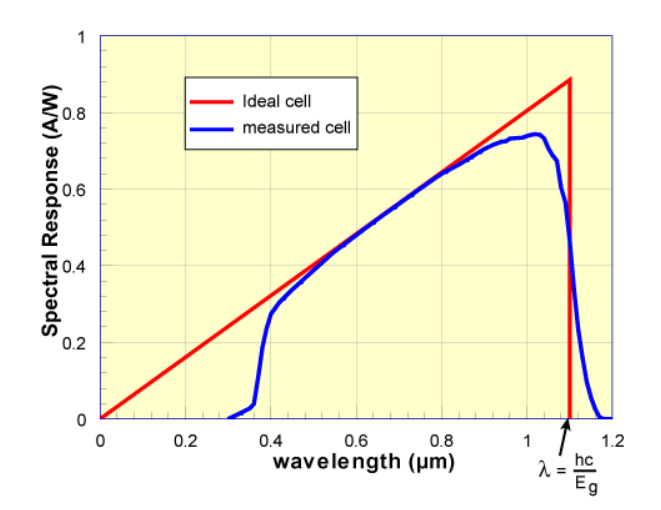 1
0.8
0.6
0.4
0.2
0
Spectral Response (A/W)
Ideal cell
measured cell
0 0.2 0.4 0.6 0.8 1 1.2
wavelength (µm)
λ = hc/Eg